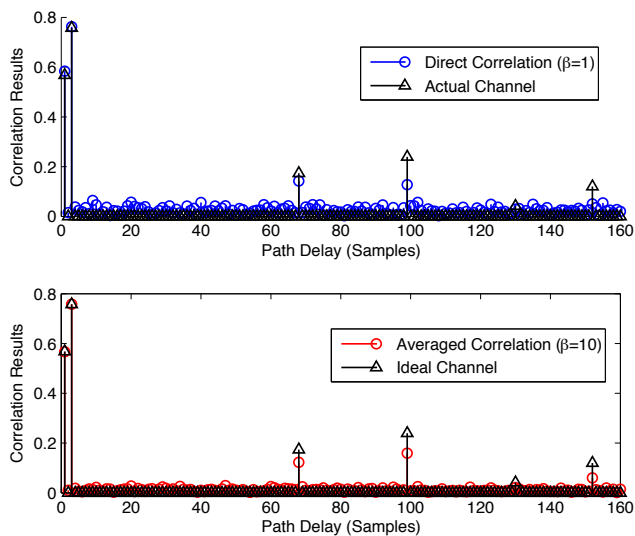 0.8
0.6
0.4
0.2
0
Correlation Results
Direct Correlation (β=1)
Actual Channel
0 20 40 60 80 100 120 140 160
Path Delay (Samples)
0.8
0.6
0.4
0.2
0
Correlation Results
Averaged Correlation (β=10)
Ideal Channel
0 20 40 60 80 100 120 140 160
Path Delay (Samples)